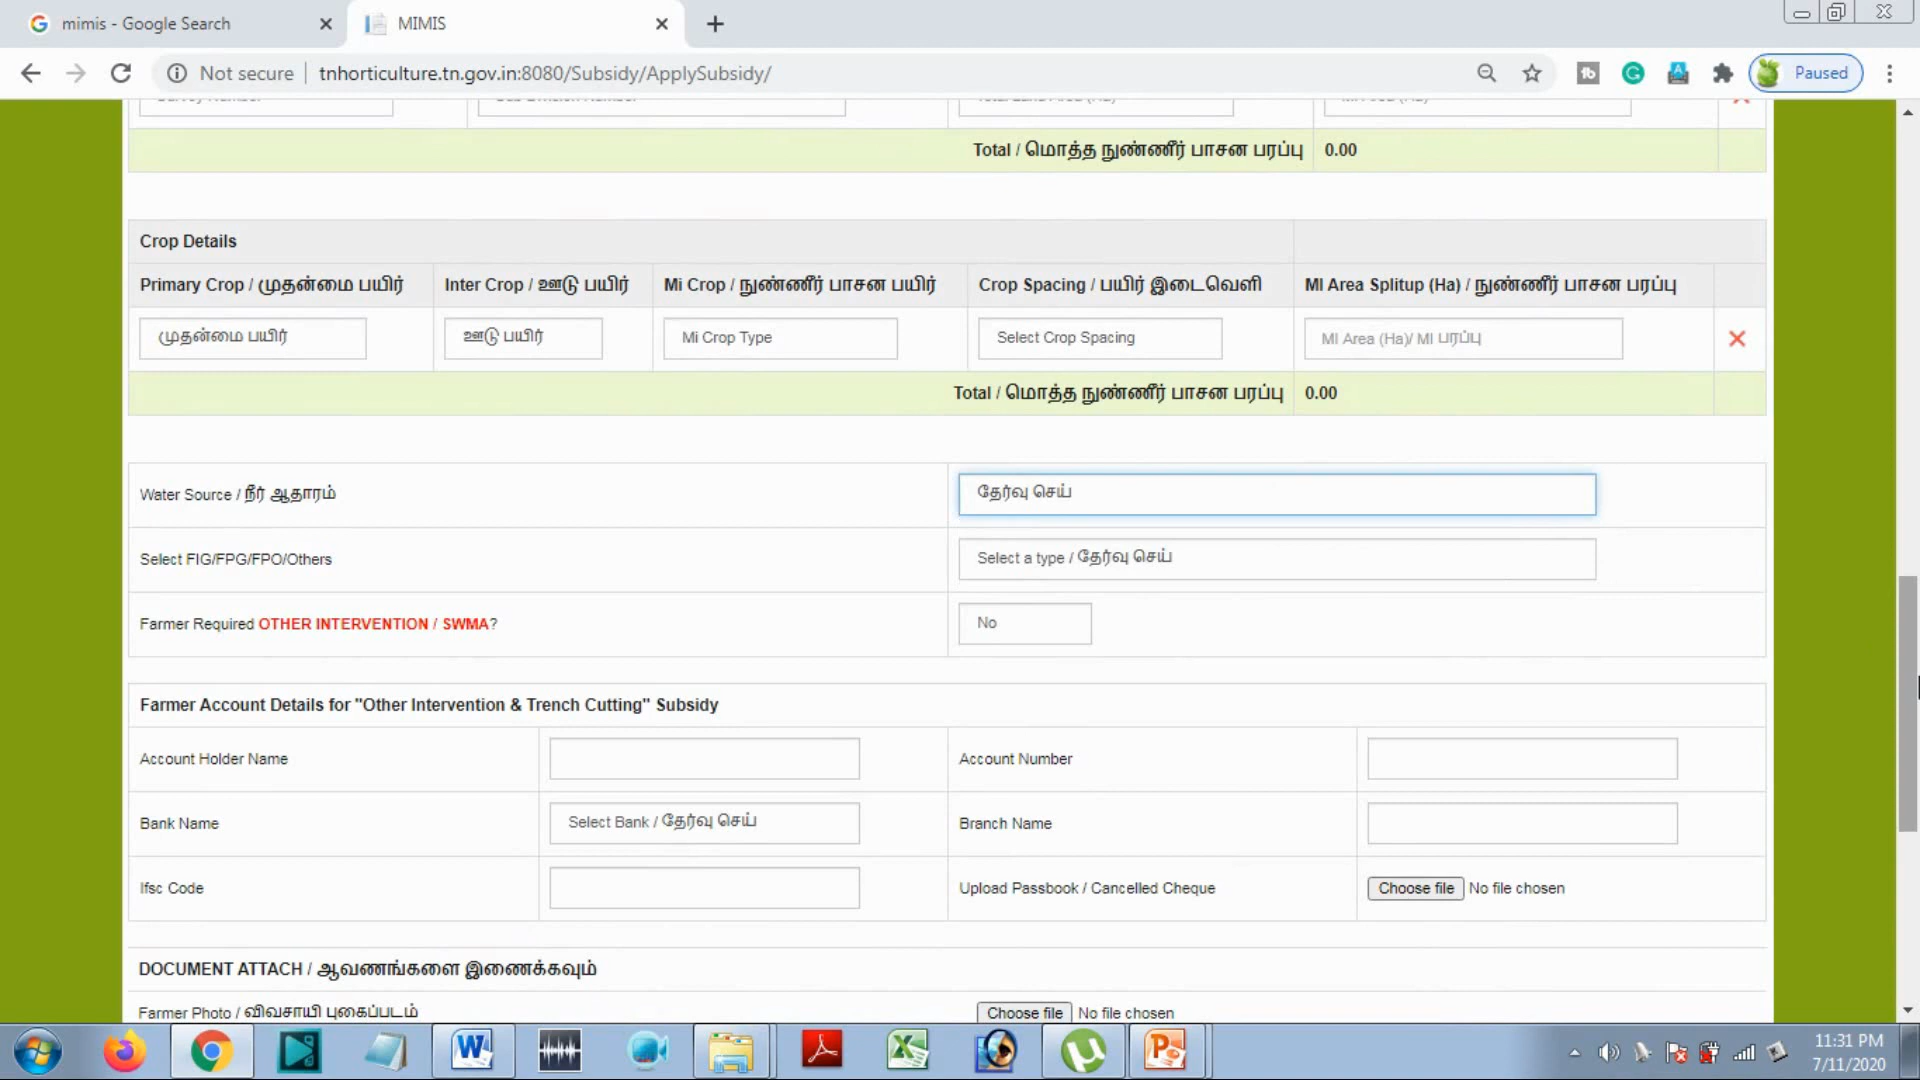 mimis - Google Search
MIMIS
Not secure
tnhorticulture.tn.gov.in:8080/Subsidy/ApplySubsidy/
Paused
Total / மொத்த நுண்ணீர் பாசன பரப்பு 0.00
Crop Details
Primary Crop / முதன்மை பயிர் Inter Crop / ஊடு பயிர் Mi Crop / நுண்ணீர் பாசன பயிர் Crop Spacing / பயிர் இடைவெளி MI Area Splitup (Ha) / நுண்ணீர் பாசன பரப்பு
முதன்மை பயிர் ஊடு பயிர் Mi Crop Type Select Crop Spacing MI Area (Ha)/ MI பரப்பு
Total / மொத்த நுண்ணீர் பாசன பரப்பு 0.00
Water Source / நீர் ஆதாரம் தேர்வு செய்
Select FIG/FPG/FPO/Others Select a type / தேர்வு செய்
Farmer Required OTHER INTERVENTION / SWMA? No
Farmer Account Details for "Other Intervention & Trench Cutting" Subsidy
Account Holder Name Account Number
Bank Name Select Bank / தேர்வு செய் Branch Name
Ifsc Code Upload Passbook / Cancelled Cheque Choose file No file chosen
DOCUMENT ATTACH / ஆவணங்களை இணைக்கவும்
Farmer Photo / விவசாயி புகைப்படம் Choose file No file chosen
11:31 PM
7/11/2020